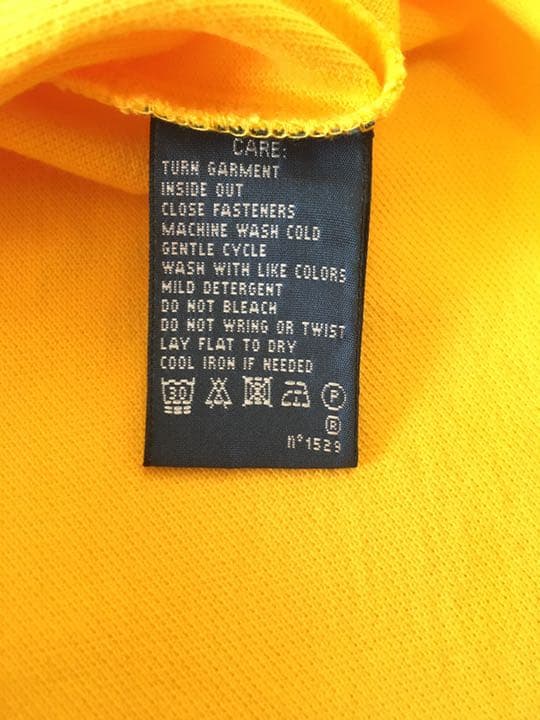 CARE:
TURN GARMENT
INSIDE OUT
CLOSE FASTENERS
MACHINE WASH COLD
GENTLE CYCLE
WASH WITH LIKE COLORS
MILD DETERGENT
DO NOT BLEACH
DO NOT WRING OR TWIST
LAY FLAT TO DRY
COOL IRON IF NEEDED
30 P
®
n°1529